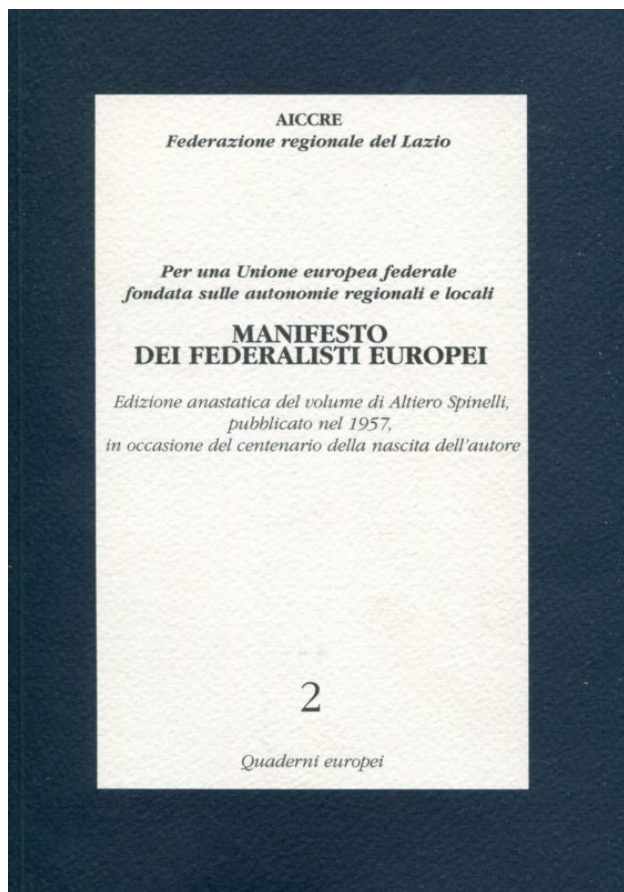 AICCRE
Federazione regionale del Lazio
Per una Unione europea federale
fondata sulle autonomie regionali e locali
MANIFESTO
DEI FEDERALISTI EUROPEI
Edizione anastatica del volume di Altiero Spinelli,
pubblicato nel 1957,
in occasione del centenario della nascita dell'autore
2
Quaderni europei